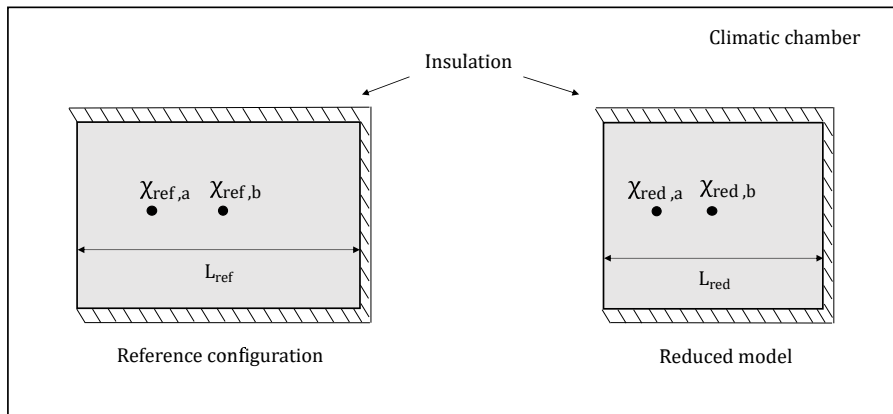 Climatic chamber
Insulation
χref,a χref,b
χred,a χred,b
Lref
Lred
Reference configuration
Reduced model